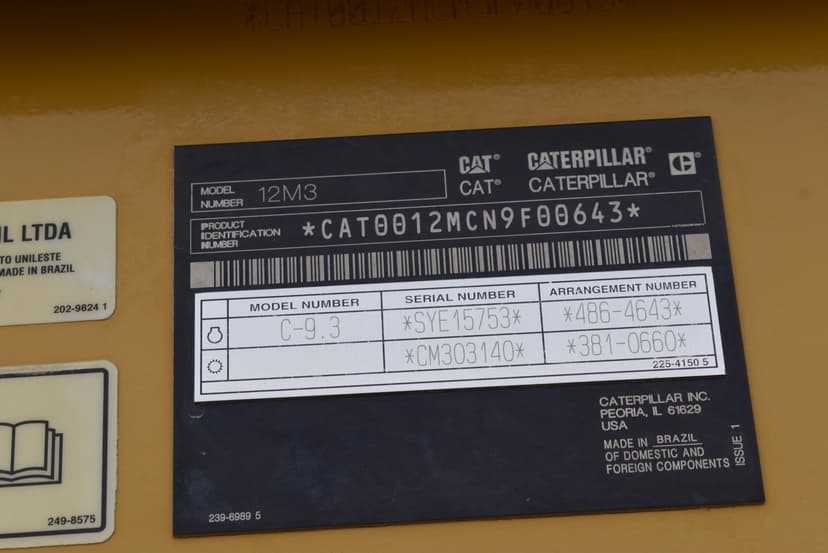 IL LTDA
TO UNILESTE
MADE IN BRAZIL
202-9824 1
249-8575
CAT® CATERPILLAR®
CAT® CATERPILLAR®
MODEL NUMBER 12M3
PRODUCT IDENTIFICATION NUMBER *CAT0012MCN9F00643*
MODEL NUMBER SERIAL NUMBER ARRANGEMENT NUMBER
C-9.3 *SYE15753* *486-4643*
*CM303140* *381-0660*
225-4150 5
CATERPILLAR INC.
PEORIA, IL 61629
USA
MADE IN BRAZIL
OF DOMESTIC AND
FOREIGN COMPONENTS
ISSUE 1
239-6989 5